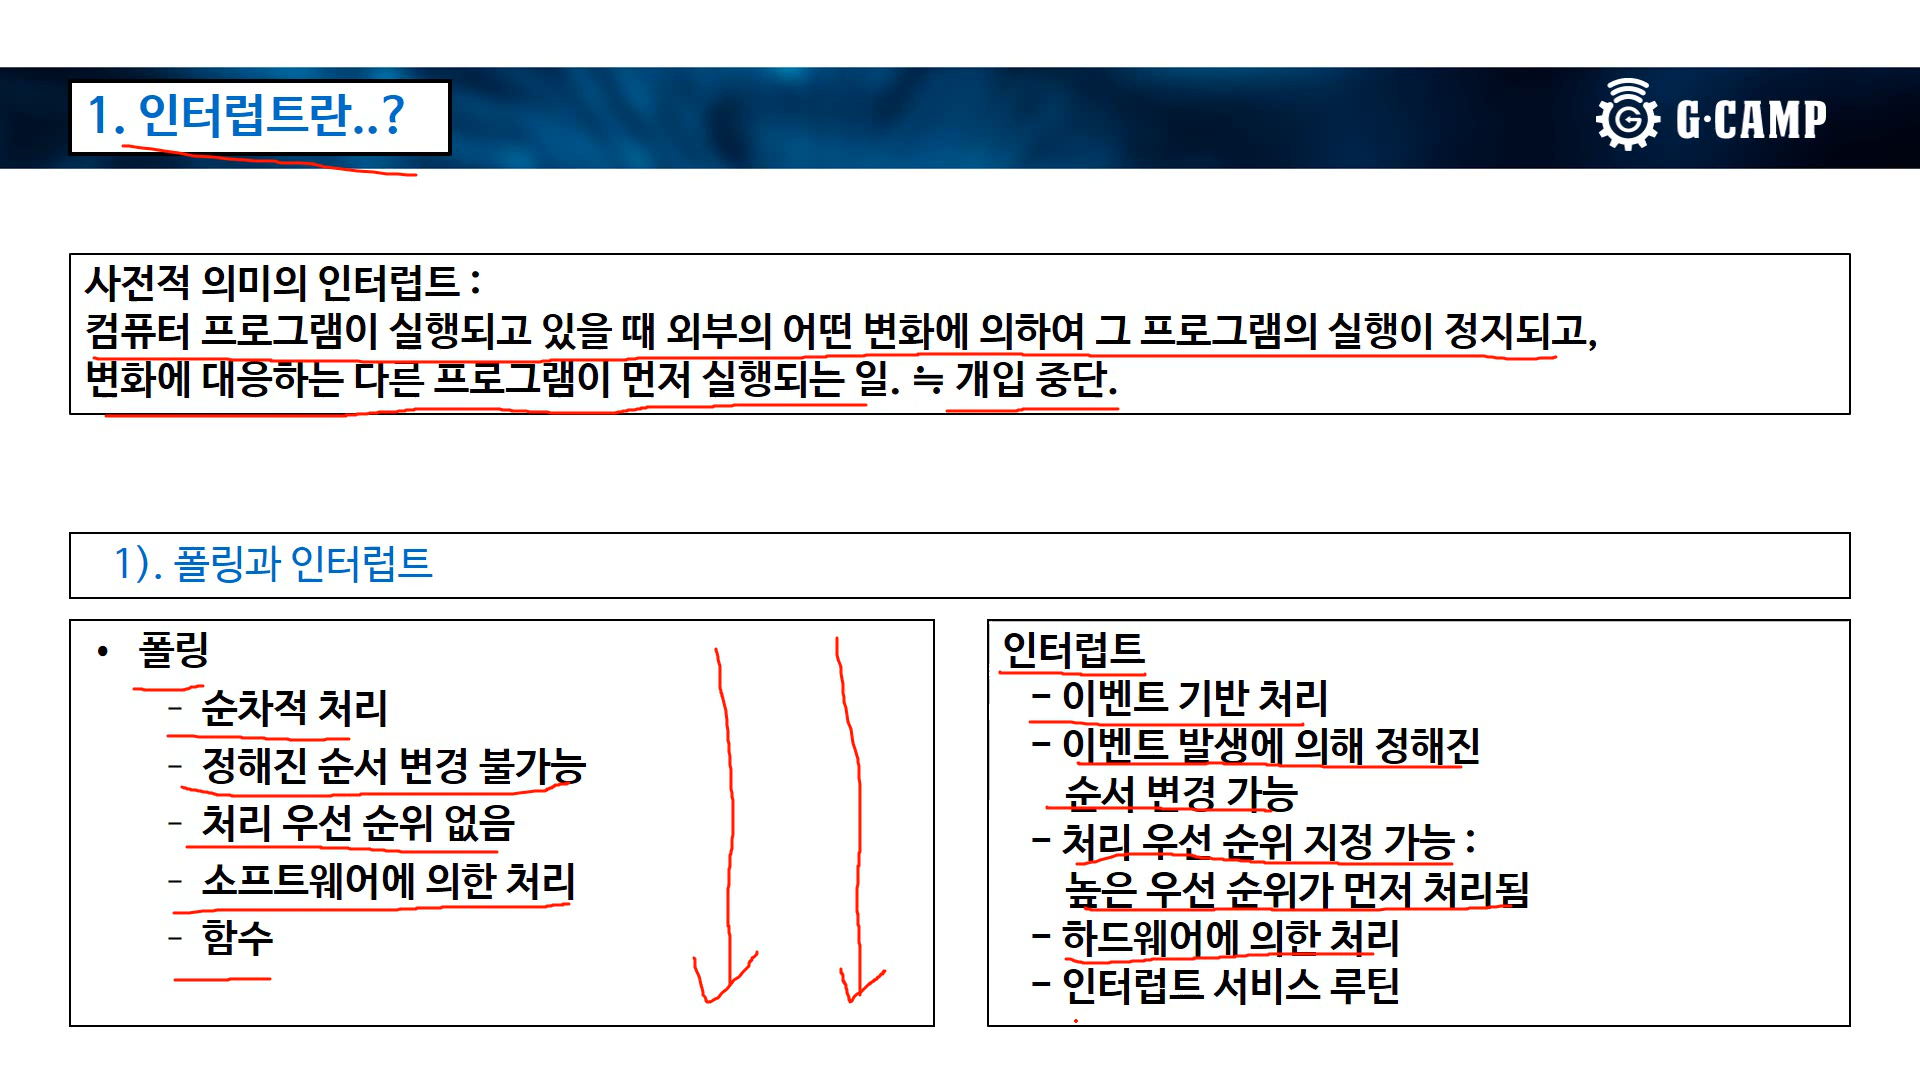 1. 인터럽트란..?
G·CAMP
사전적 의미의 인터럽트 :
컴퓨터 프로그램이 실행되고 있을 때 외부의 어떤 변화에 의하여 그 프로그램의 실행이 정지되고,
변화에 대응하는 다른 프로그램이 먼저 실행되는 일. ≒ 개입 중단.
1). 폴링과 인터럽트
• 폴링
- 순차적 처리
- 정해진 순서 변경 불가능
- 처리 우선 순위 없음
- 소프트웨어에 의한 처리
- 함수
인터럽트
- 이벤트 기반 처리
- 이벤트 발생에 의해 정해진
순서 변경 가능
- 처리 우선 순위 지정 가능 :
높은 우선 순위가 먼저 처리됨
- 하드웨어에 의한 처리
- 인터럽트 서비스 루틴